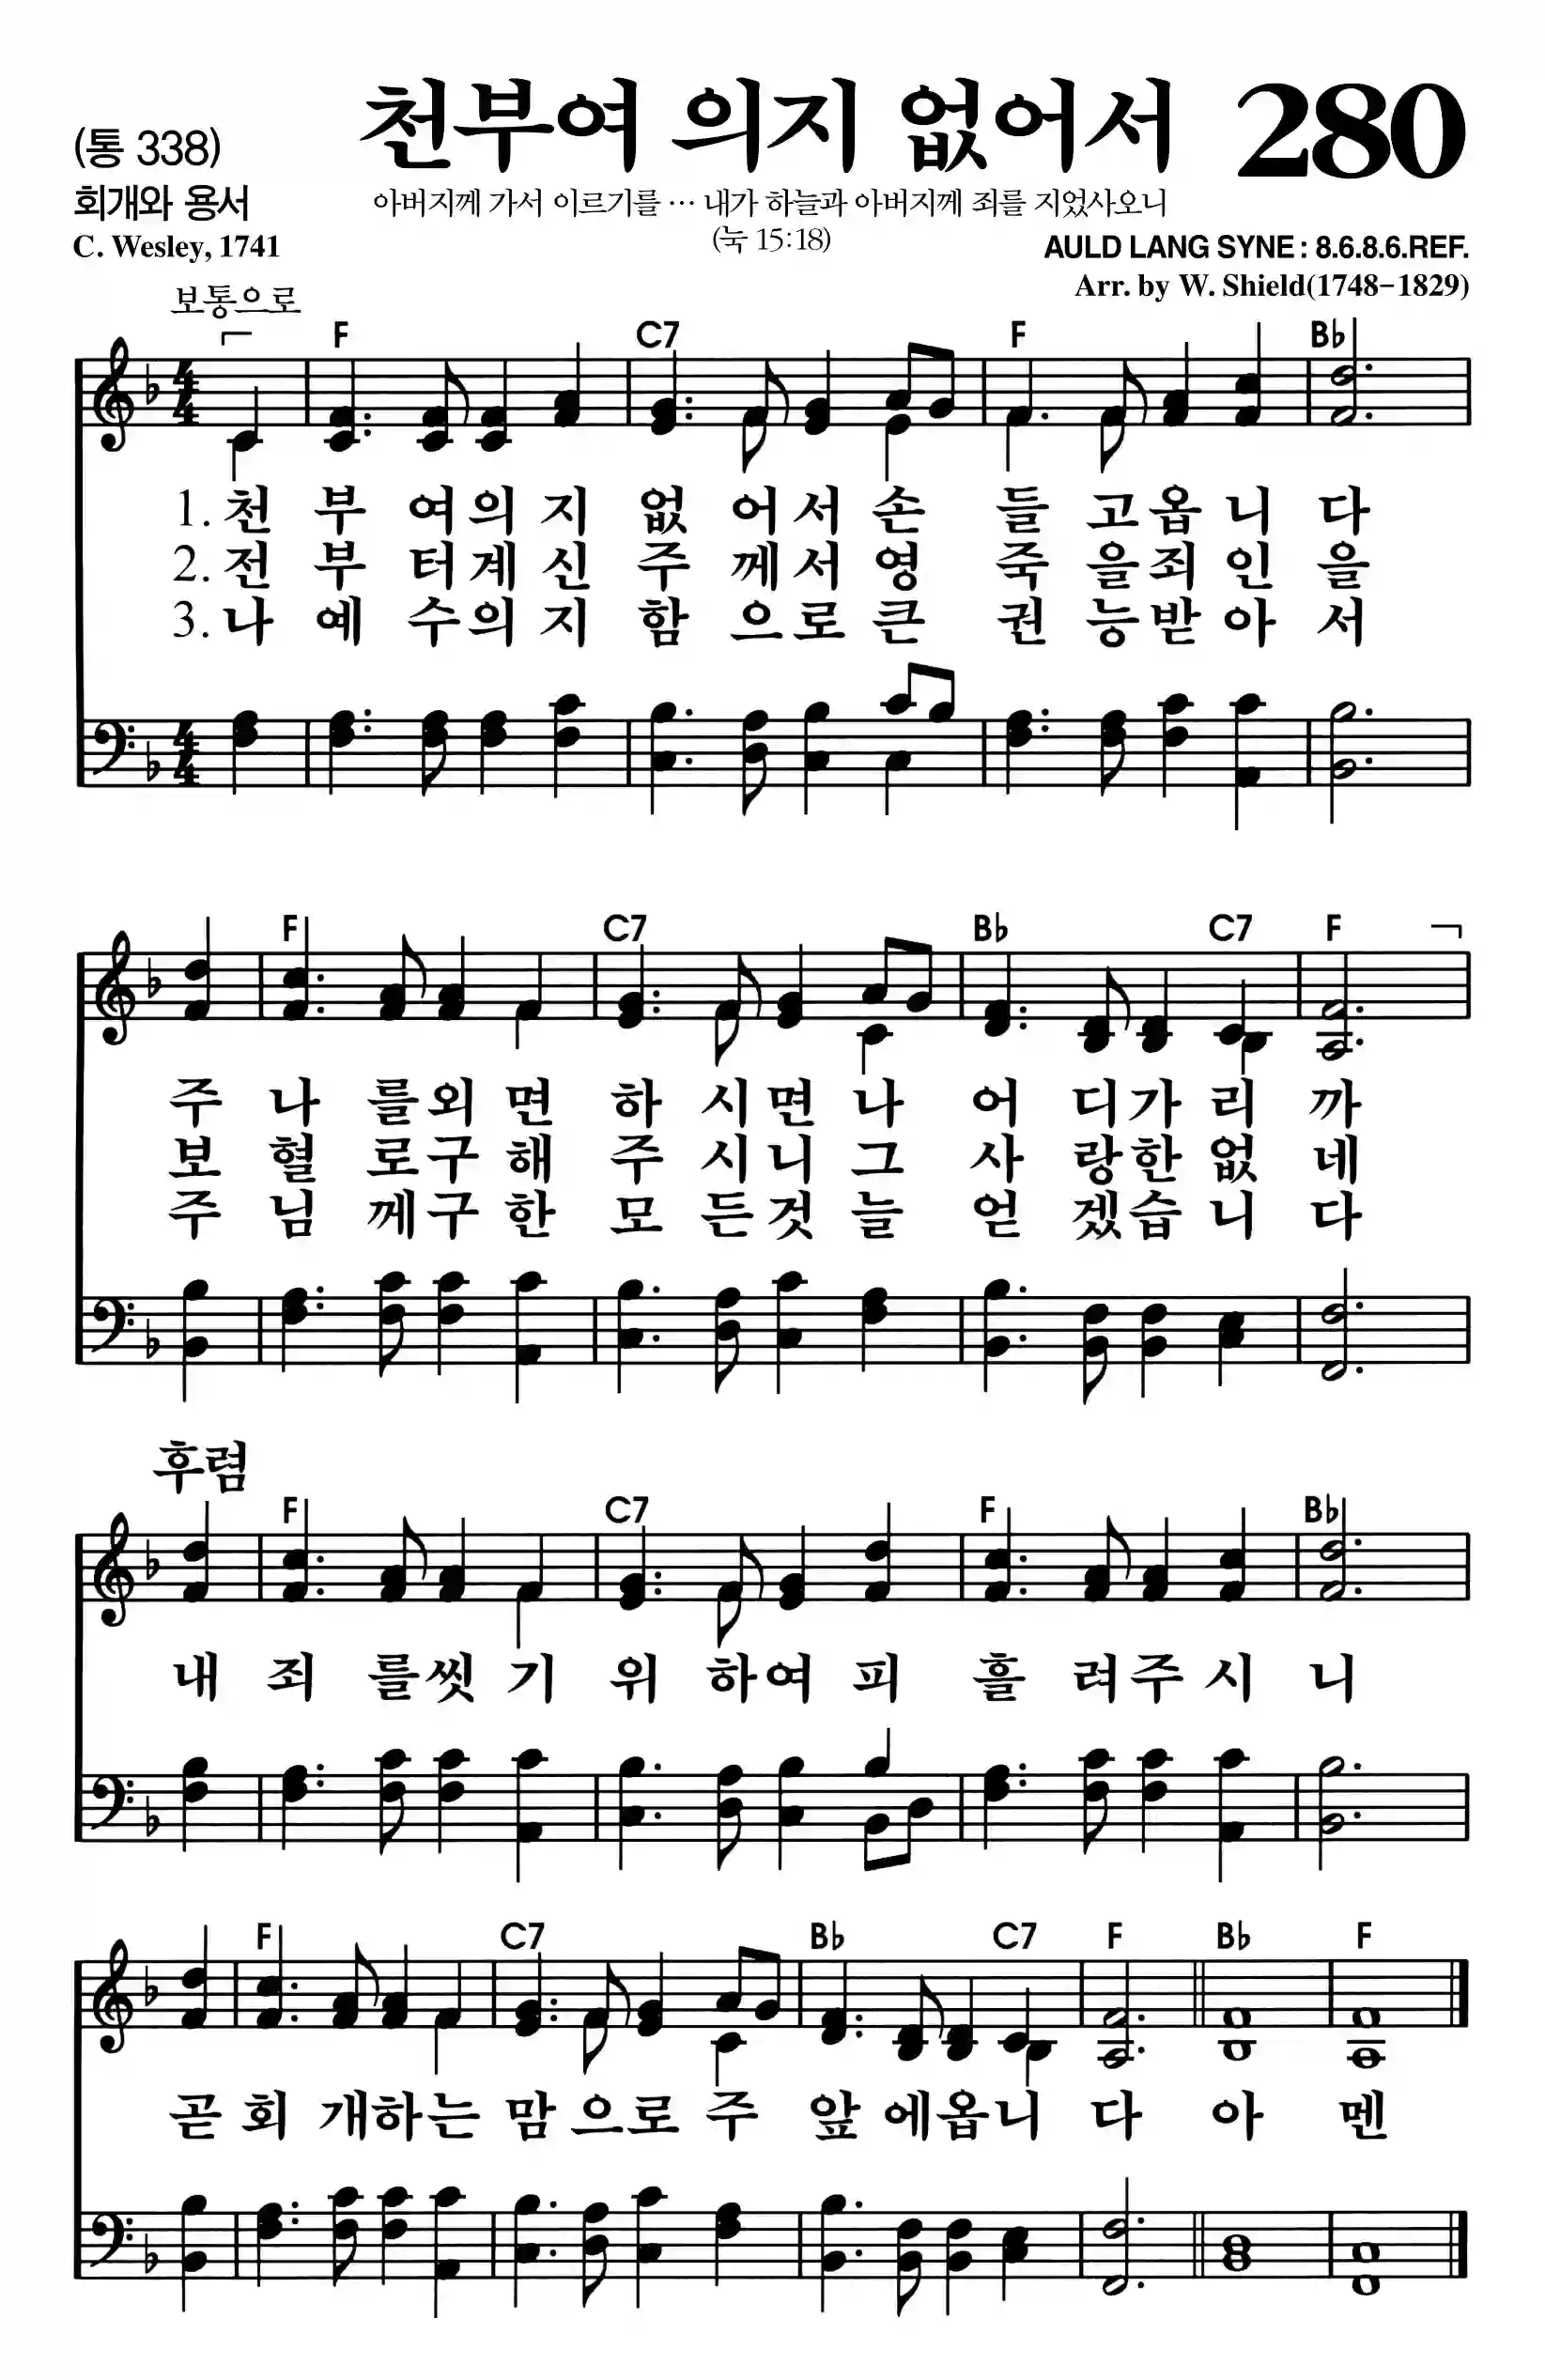 (통 338)
천부여 의지 없어서 280
회개와 용서
아버지께 가서 이르기를 … 내가 하늘과 아버지께 죄를 지었사오니
(눅 15:18)
C. Wesley, 1741
AULD LANG SYNE : 8.6.8.6.REF.
Arr. by W. Shield(1748-1829)
보통으로
F C7 F B♭
1. 천 부 여의 지 없 어서 손 들 고옵 니 다
2. 전 부 터계 신 주 께서 영 죽 을죄 인 을
3. 나 예 수의 지 함 으로 큰 권 능받 아 서
F C7 B♭ C7 F
주 나 를외 면 하 시 면 나 어 디가 리 까
보 혈 로구 해 주 시 니 그 사 랑한 없 네
주 님 께구 한 모 든 것 늘 얻 겠습 니 다
후렴
F C7 F B♭
내 죄 를씻 기 위 하여 피 흘 려주 시 니
F C7 B♭ C7 F B♭ F
곧 회 개하는 맘 으로 주 앞 에옵니 다 아 멘